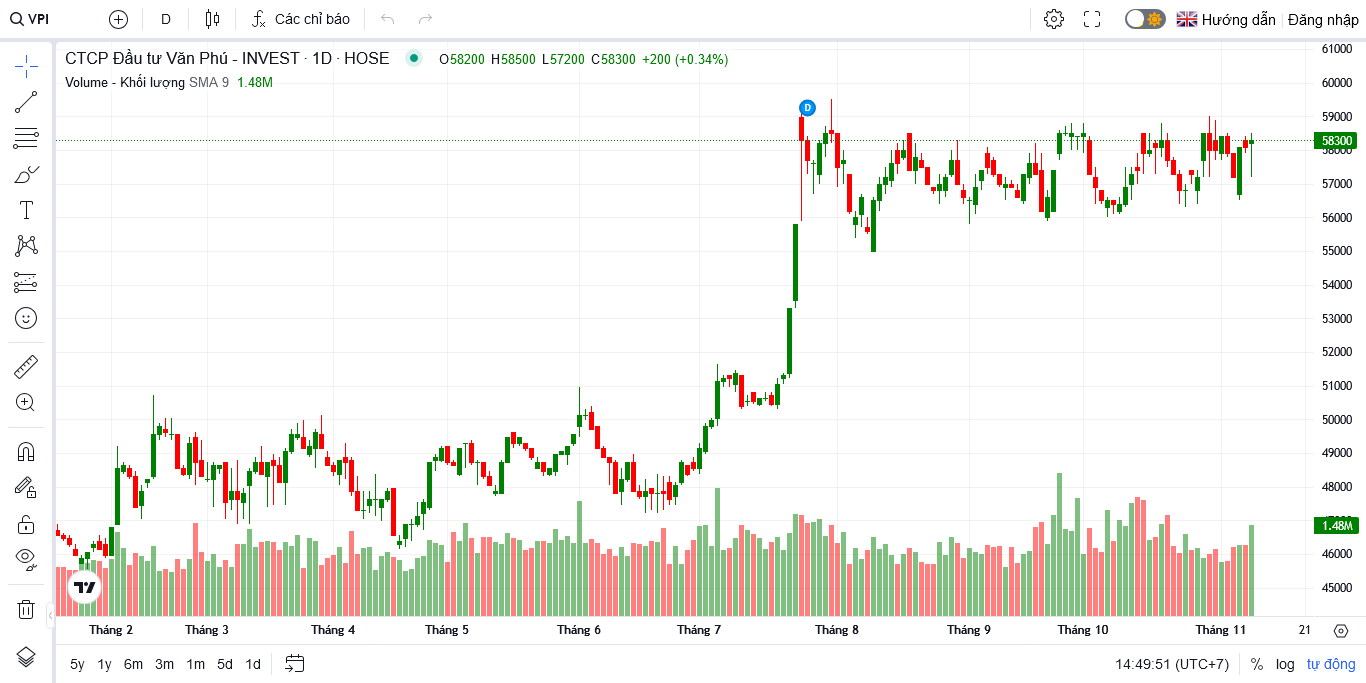 VPI D Các chỉ báo Hướng dẫn Đăng nhập
CTCP Đầu tư Văn Phú - INVEST · 1D · HOSE O58200 H58500 L57200 C58300 +200 (+0.34%)
Volume - Khối lượng SMA 9 1.48M
D
61000
60000
59000
58300
58000
57000
56000
55000
54000
53000
52000
51000
50000
49000
48000
1.48M
46000
45000
Tháng 2 Tháng 3 Tháng 4 Tháng 5 Tháng 6 Tháng 7 Tháng 8 Tháng 9 Tháng 10 Tháng 11 21
5y 1y 6m 3m 1m 5d 1d 14:49:51 (UTC+7) % log tự động